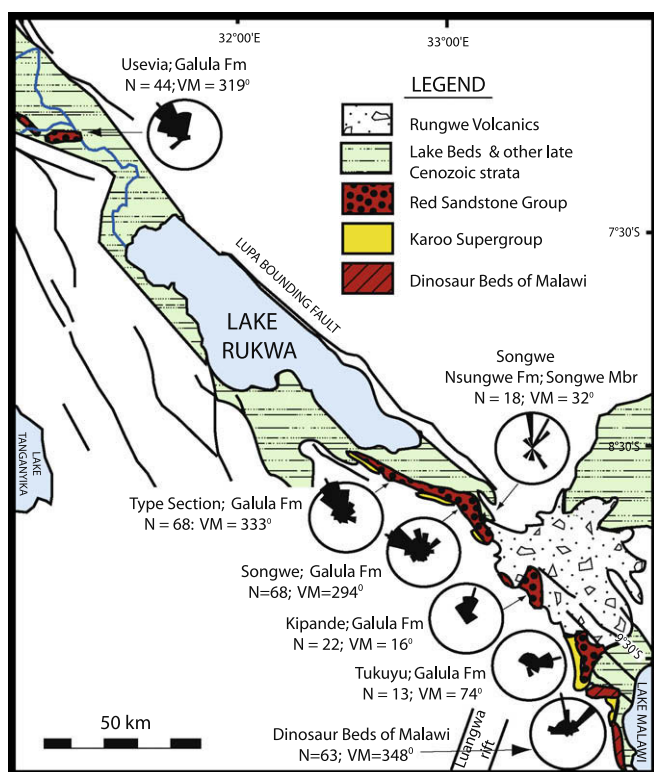 32°00'E
33°00'E
Usevia; Galula Fm
N = 44; VM = 319⁰
LEGEND
Rungwe Volcanics
Lake Beds & other late
Cenozoic strata
Red Sandstone Group
Karoo Supergroup
Dinosaur Beds of Malawi
7°30'S
LUPA BOUNDING FAULT
LAKE
RUKWA
Songwe
Nsungwe Fm; Songwe Mbr
N = 18; VM = 32⁰
8°30'S
LAKE
TANGANYIKA
Type Section; Galula Fm
N = 68: VM = 333⁰
Songwe; Galula Fm
N=68; VM=294⁰
Kipande; Galula Fm
N = 22; VM = 16⁰
9°30'S
Tukuyu; Galula Fm
N = 13; VM = 74⁰
50 km
Luangwa
rift
Dinosaur Beds of Malawi
N=63; VM=348⁰
LAKE MALAWI